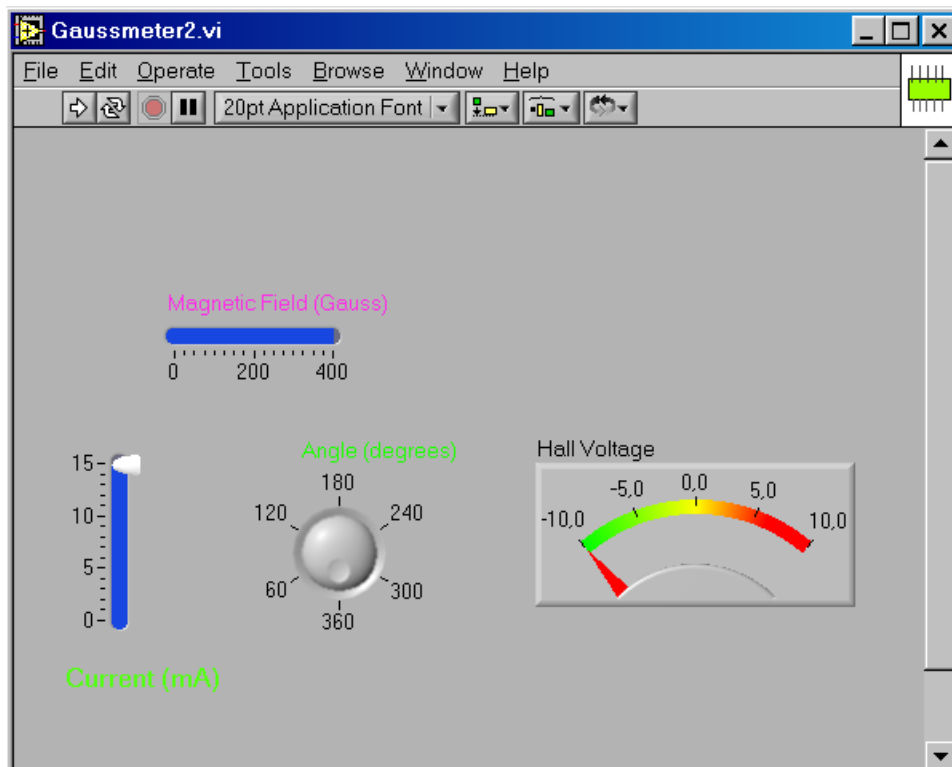 Gaussmeter2.vi
File Edit Operate Tools Browse Window Help
20pt Application Font
Magnetic Field (Gauss)
0 200 400
15
10
5
0
Current (mA)
Angle (degrees)
180
120 240
60 300
360
Hall Voltage
-10,0 -5,0 0,0 5,0 10,0